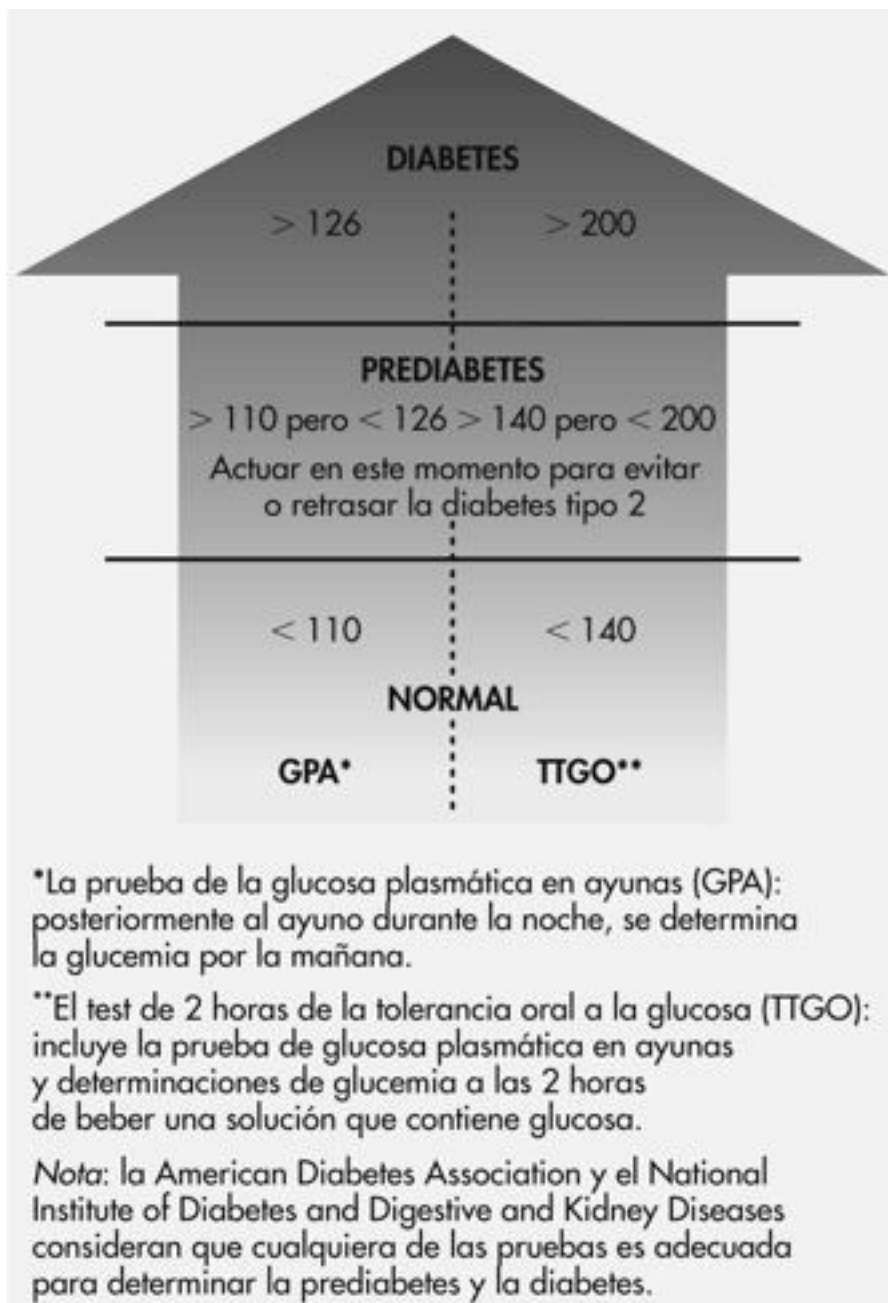 DIABETES
> 126 > 200
PREDIABETES
> 110 pero < 126 > 140 pero < 200
Actuar en este momento para evitar
o retrasar la diabetes tipo 2
< 110 < 140
NORMAL
GPA* TTGO**
*La prueba de la glucosa plasmática en ayunas (GPA):
posteriormente al ayuno durante la noche, se determina
la glucemia por la mañana.
**El test de 2 horas de la tolerancia oral a la glucosa (TTGO):
incluye la prueba de glucosa plasmática en ayunas
y determinaciones de glucemia a las 2 horas
de beber una solución que contiene glucosa.
Nota: la American Diabetes Association y el National
Institute of Diabetes and Digestive and Kidney Diseases
consideran que cualquiera de las pruebas es adecuada
para determinar la prediabetes y la diabetes.